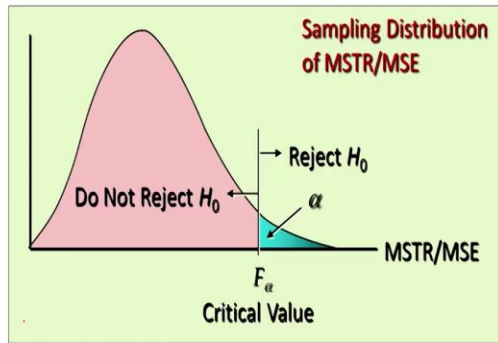 Sampling Distribution
of MSTR/MSE
Reject H₀
Do Not Reject H₀
α
MSTR/MSE
Fα
Critical Value